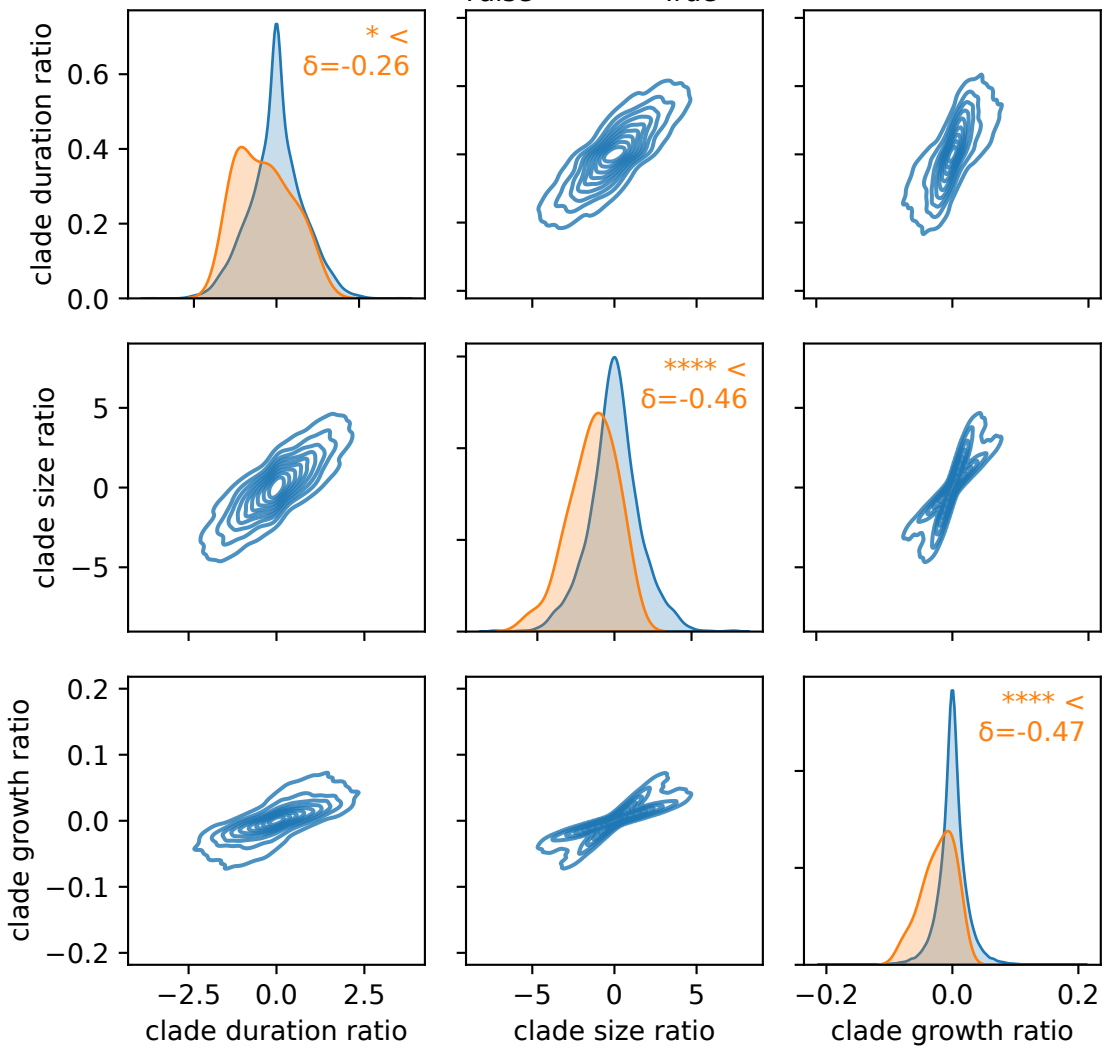 clade duration ratio
0.6
0.4
0.2
0.0
* <
δ=-0.26
clade size ratio
5
0
−5
**** <
δ=-0.46
clade growth ratio
0.2
0.1
0.0
−0.1
−0.2
**** <
δ=-0.47
−2.5 0.0 2.5
−5 0 5
−0.2 0.0 0.2
clade duration ratio
clade size ratio
clade growth ratio